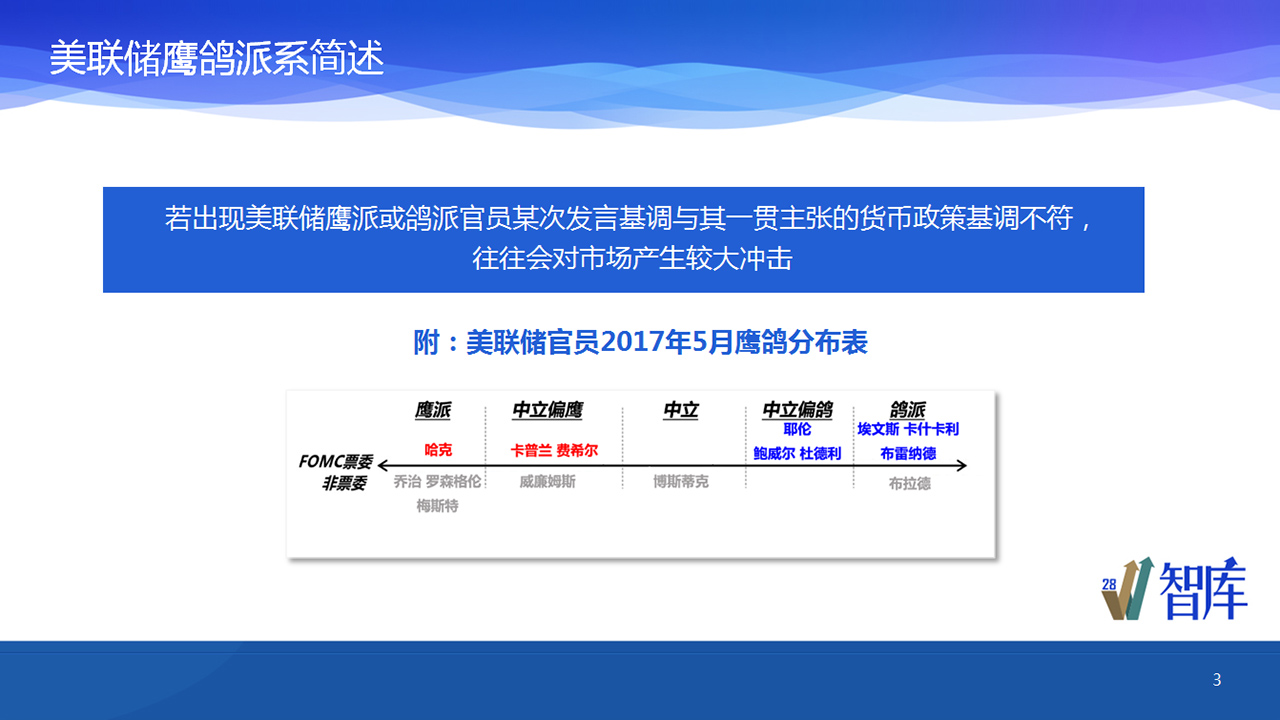 美联储鹰鸽派系简述
若出现美联储鹰派或鸽派官员某次发言基调与其一贯主张的货币政策基调不符，
往往会对市场产生较大冲击
附：美联储官员2017年5月鹰鸽分布表
鹰派 中立偏鹰 中立 中立偏鸽 鸽派
耶伦 埃文斯 卡什卡利
哈克 卡普兰 费希尔 鲍威尔 杜德利 布雷纳德
FOMC票委
非票委 乔治 罗森格伦 威廉姆斯 博斯蒂克 布拉德
梅斯特
28 智库
3